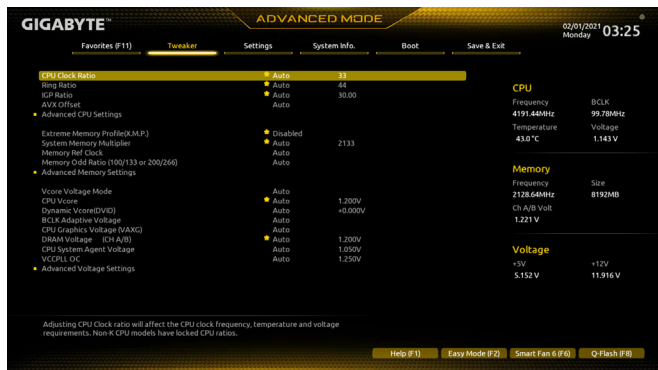 GIGABYTE™
ADVANCED MODE
02/01/2021 Monday 03:25
Favorites (F11) Tweaker Settings System Info. Boot Save & Exit
CPU Clock Ratio Auto 33
Ring Ratio Auto 44
IGP Ratio Auto 30.00
AVX Offset Auto
Advanced CPU Settings
Extreme Memory Profile(X.M.P.) Disabled
System Memory Multiplier Auto 2133
Memory Ref Clock Auto
Memory Odd Ratio (100/133 or 200/266) Auto
Advanced Memory Settings
Vcore Voltage Mode Auto
CPU Vcore Auto 1.200V
Dynamic Vcore(DVID) Auto +0.000V
BCLK Adaptive Voltage Auto
CPU Graphics Voltage (VAXG) Auto
DRAM Voltage (CH A/B) Auto 1.200V
CPU System Agent Voltage Auto 1.050V
VCCPLL OC Auto 1.250V
Advanced Voltage Settings
CPU
Frequency BCLK
4191.44MHz 99.78MHz
Temperature Voltage
43.0 °C 1.143 V
Memory
Frequency Size
2128.64MHz 8192MB
Ch A/B Volt
1.221 V
Voltage
+5V +12V
5.152 V 11.916 V
Adjusting CPU Clock ratio will affect the CPU clock frequency, temperature and voltage
requirements. Non-K CPU models have locked CPU ratios.
Help (F1) Easy Mode (F2) Smart Fan 6 (F6) Q-Flash (F8)